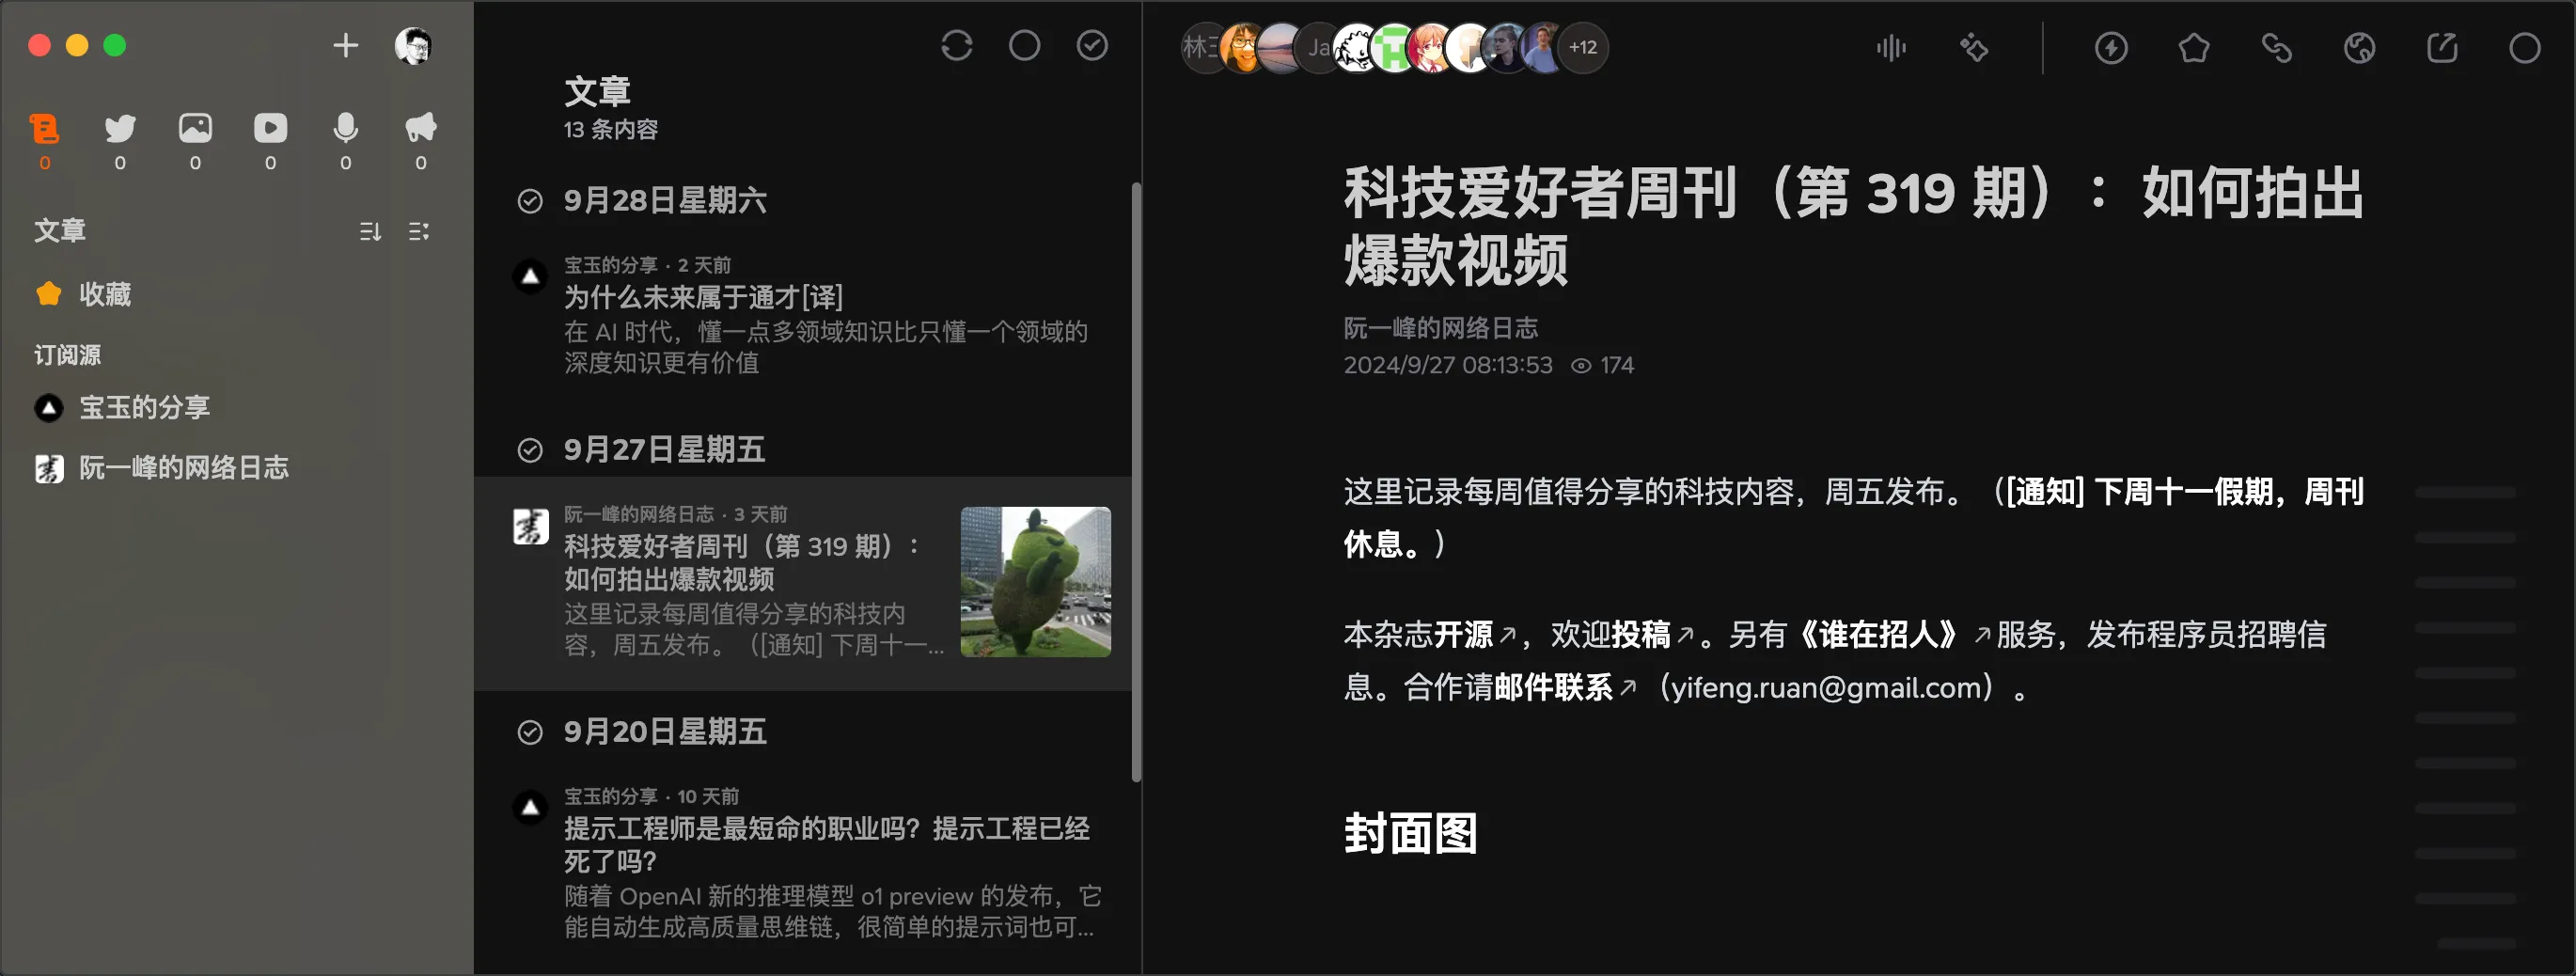 0
0
0
0
0
0
文章
收藏
订阅源
宝玉的分享
阮一峰的网络日志
文章
13 条内容
9月28日星期六
宝玉的分享 · 2 天前
为什么未来属于通才[译]
在 AI 时代，懂一点多领域知识比只懂一个领域的
深度知识更有价值
9月27日星期五
阮一峰的网络日志 · 3 天前
科技爱好者周刊（第 319 期）：
如何拍出爆款视频
这里记录每周值得分享的科技内
容，周五发布。（[通知] 下周十一...
9月20日星期五
宝玉的分享 · 10 天前
提示工程师是最短命的职业吗？提示工程已经
死了吗？
随着 OpenAI 新的推理模型 o1 preview 的发布，它
能自动生成高质量思维链，很简单的提示词也可...
Ja
+12
科技爱好者周刊（第 319 期）：如何拍出
爆款视频
阮一峰的网络日志
2024/9/27 08:13:53 174
这里记录每周值得分享的科技内容，周五发布。（[通知] 下周十一假期，周刊
休息。）
本杂志开源↗，欢迎投稿↗。另有《谁在招人》↗服务，发布程序员招聘信
息。合作请邮件联系↗（yifeng.ruan@gmail.com）。
封面图